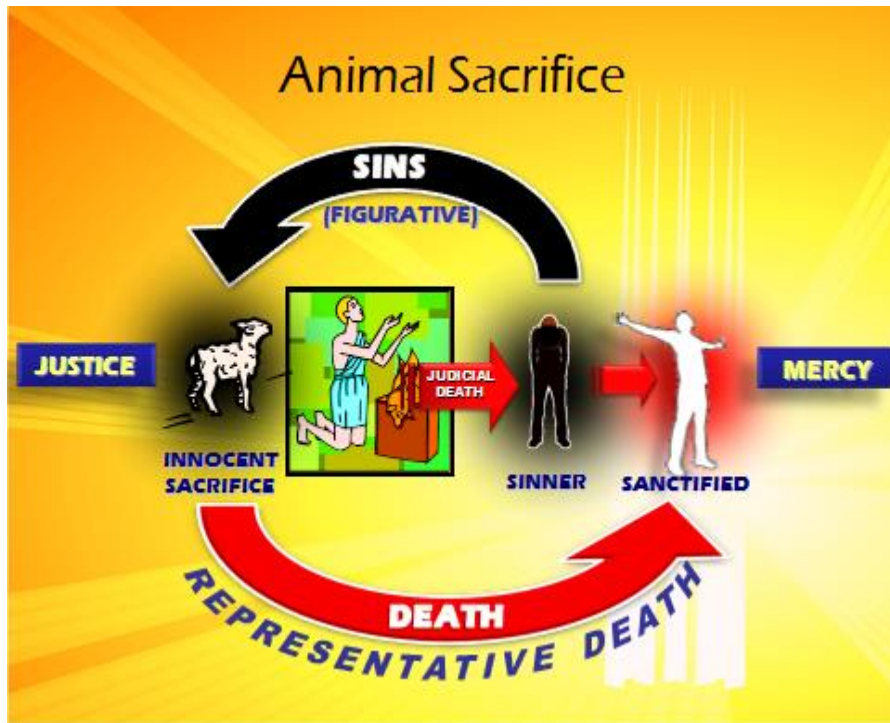 Animal Sacrifice
SINS
(FIGURATIVE)
JUSTICE
JUDICIAL
DEATH
MERCY
INNOCENT
SACRIFICE
SINNER
SANCTIFIED
DEATH
REPRESENTATIVE DEATH